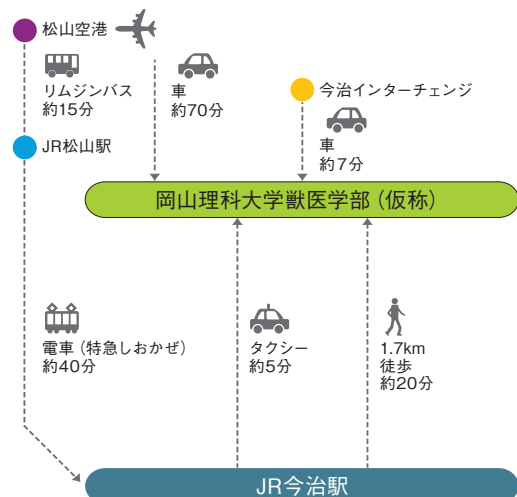 松山空港
リムジンバス
約15分
車
約70分
今治インターチェンジ
車
約7分
JR松山駅
岡山理科大学獣医学部（仮称）
電車（特急しおかぜ）
約40分
タクシー
約5分
1.7km
徒歩
約20分
JR今治駅